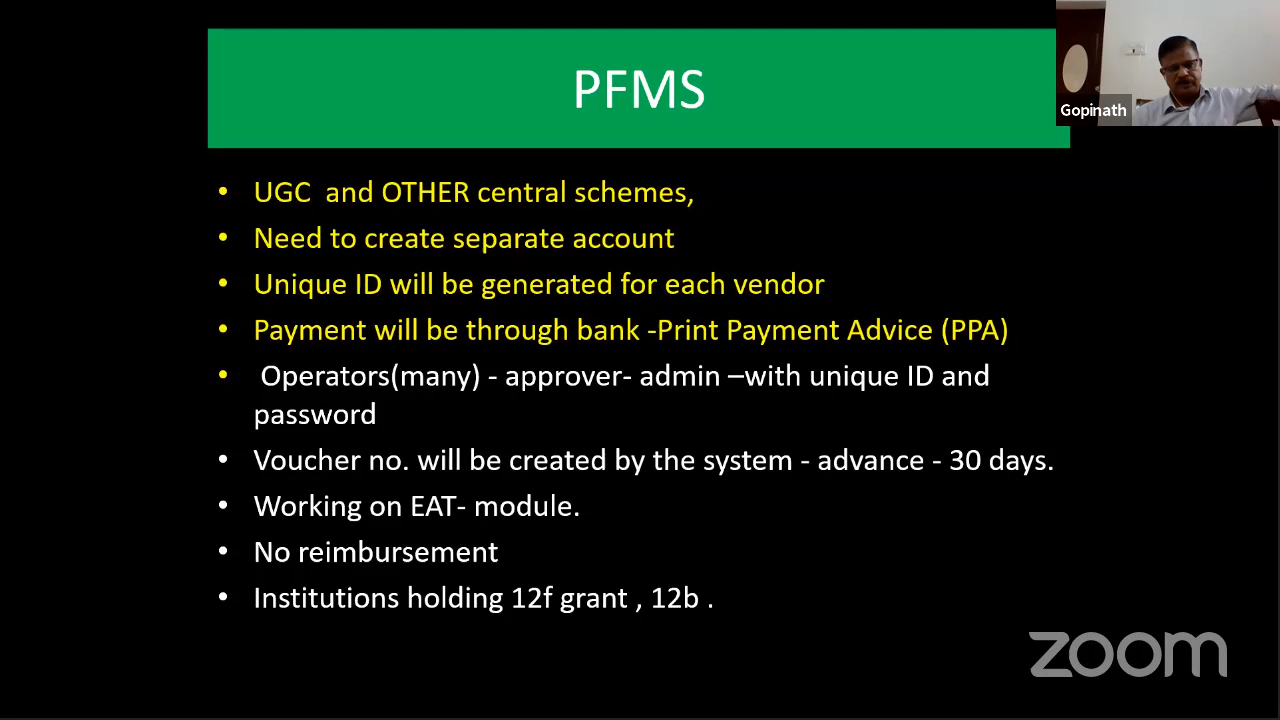 PFMS
Gopinath
• UGC and OTHER central schemes,
• Need to create separate account
• Unique ID will be generated for each vendor
• Payment will be through bank -Print Payment Advice (PPA)
• Operators(many) - approver- admin –with unique ID and
password
• Voucher no. will be created by the system - advance - 30 days.
• Working on EAT- module.
• No reimbursement
• Institutions holding 12f grant , 12b .
zoom